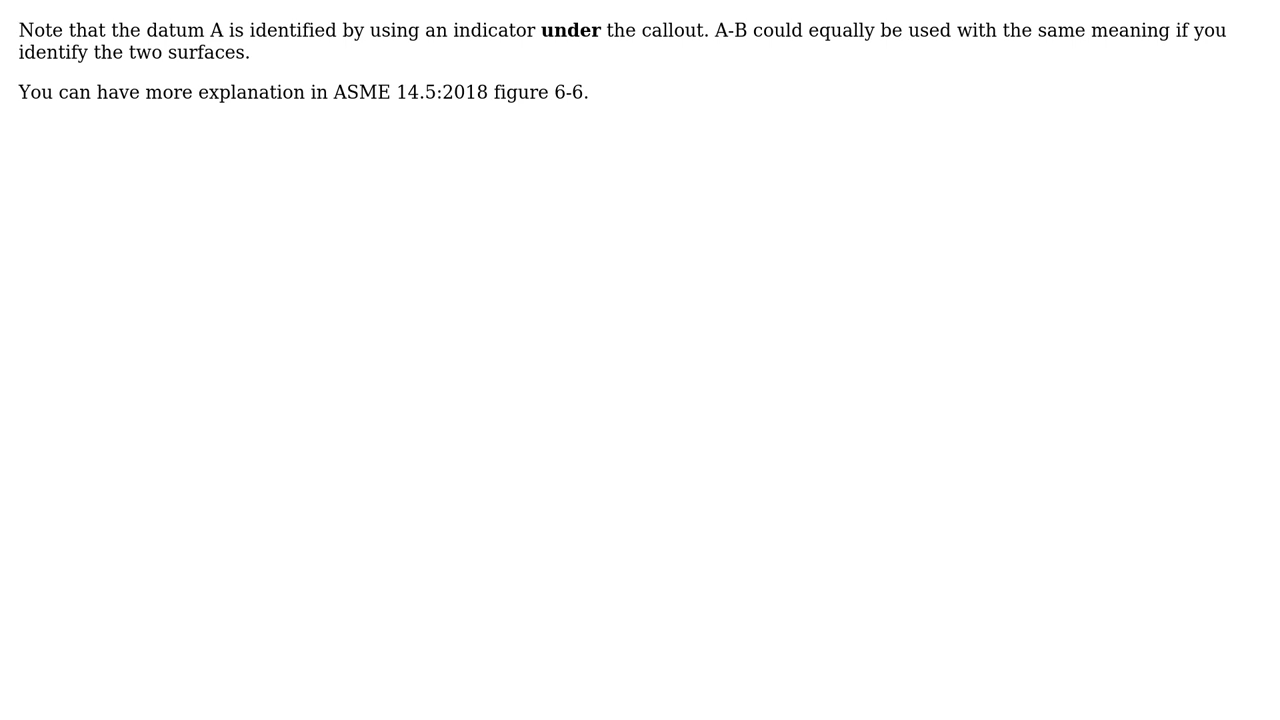 Note that the datum A is identified by using an indicator under the callout. A-B could equally be used with the same meaning if you
identify the two surfaces.
You can have more explanation in ASME 14.5:2018 figure 6-6.